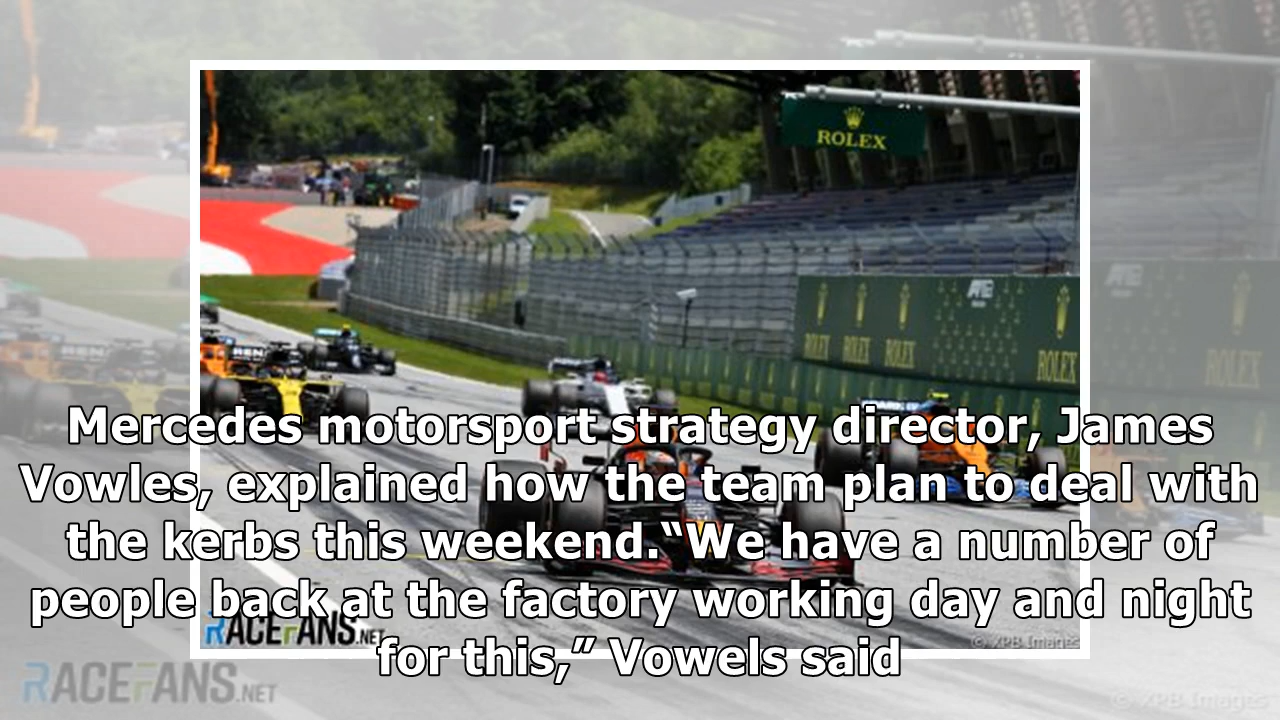 ROLEX
ROLEX
ROLEX ROLEX ROLEX
Mercedes motorsport strategy director, James
Vowles, explained how the team plan to deal with
the kerbs this weekend.“We have a number of
people back at the factory working day and night
for this,” Vowels said
RACEFANS.NET
© XPB Images
RACEFANS.NET
© XPB Images